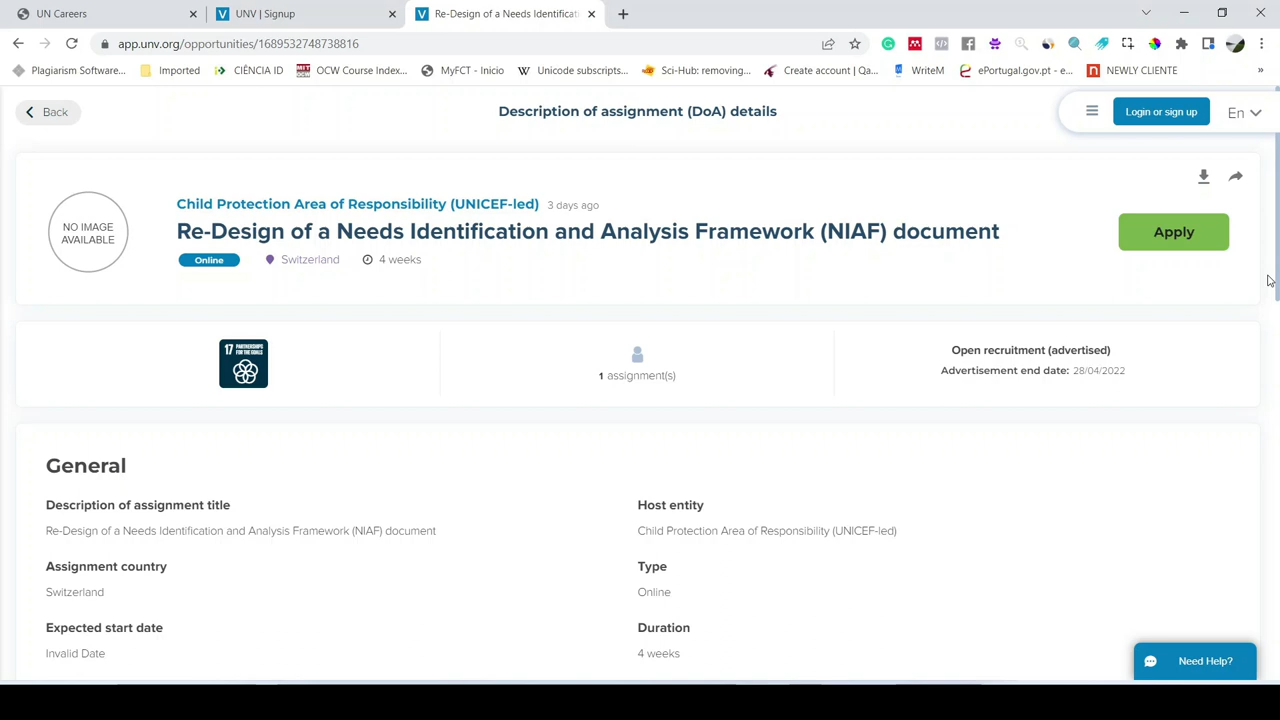 UN Careers
UNV | Signup
Re-Design of a Needs Identificati
app.unv.org/opportunities/1689532748738816
Plagiarism Software...
Imported
CIÊNCIA ID
OCW Course Index...
MyFCT - Inicio
Unicode subscripts...
Sci-Hub: removing...
Create account | Qa...
WriteM
ePortugal.gov.pt - e...
NEWLY CLIENTE
Back
Description of assignment (DoA) details
Login or sign up
En
NO IMAGE
AVAILABLE
Child Protection Area of Responsibility (UNICEF-led) 3 days ago
Re-Design of a Needs Identification and Analysis Framework (NIAF) document
Apply
Online
Switzerland
4 weeks
17 PARTNERSHIPS
FOR THE GOALS
1 assignment(s)
Open recruitment (advertised)
Advertisement end date: 28/04/2022
General
Description of assignment title
Re-Design of a Needs Identification and Analysis Framework (NIAF) document
Host entity
Child Protection Area of Responsibility (UNICEF-led)
Assignment country
Switzerland
Type
Online
Expected start date
Invalid Date
Duration
4 weeks
Need Help?